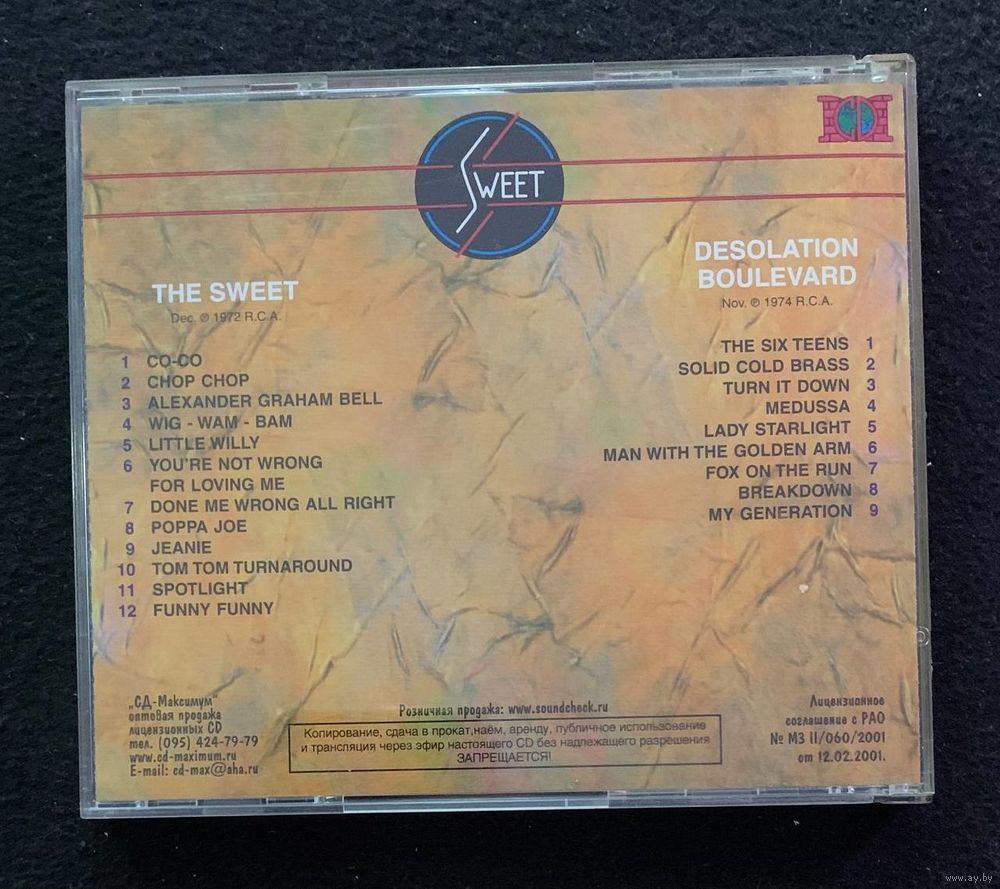 SWEET
THE SWEET
Dec. ℗ 1972 R.C.A.
1 CO-CO
2 CHOP CHOP
3 ALEXANDER GRAHAM BELL
4 WIG - WAM - BAM
5 LITTLE WILLY
6 YOU'RE NOT WRONG
FOR LOVING ME
7 DONE ME WRONG ALL RIGHT
8 POPPA JOE
9 JEANIE
10 TOM TOM TURNAROUND
11 SPOTLIGHT
12 FUNNY FUNNY
DESOLATION
BOULEVARD
Nov. ℗ 1974 R.C.A.
THE SIX TEENS 1
SOLID COLD BRASS 2
TURN IT DOWN 3
MEDUSSA 4
LADY STARLIGHT 5
MAN WITH THE GOLDEN ARM 6
FOX ON THE RUN 7
BREAKDOWN 8
MY GENERATION 9
„СД-Максимум"
оптовая продажа
лицензионных CD
тел. (095) 424-79-79
www.cd-maximum.ru
E-mail: cd-max@aha.ru
Розничная продажа: www.soundcheck.ru
Копирование, сдача в прокат,наём, аренду, публичное использование
и трансляция через эфир настоящего CD без надлежащего разрешения
ЗАПРЕЩАЕТСЯ!
Лицензионное
соглашение с РАО
№ МЗ II/060/2001
от 12.02.2001.
www.ay.by